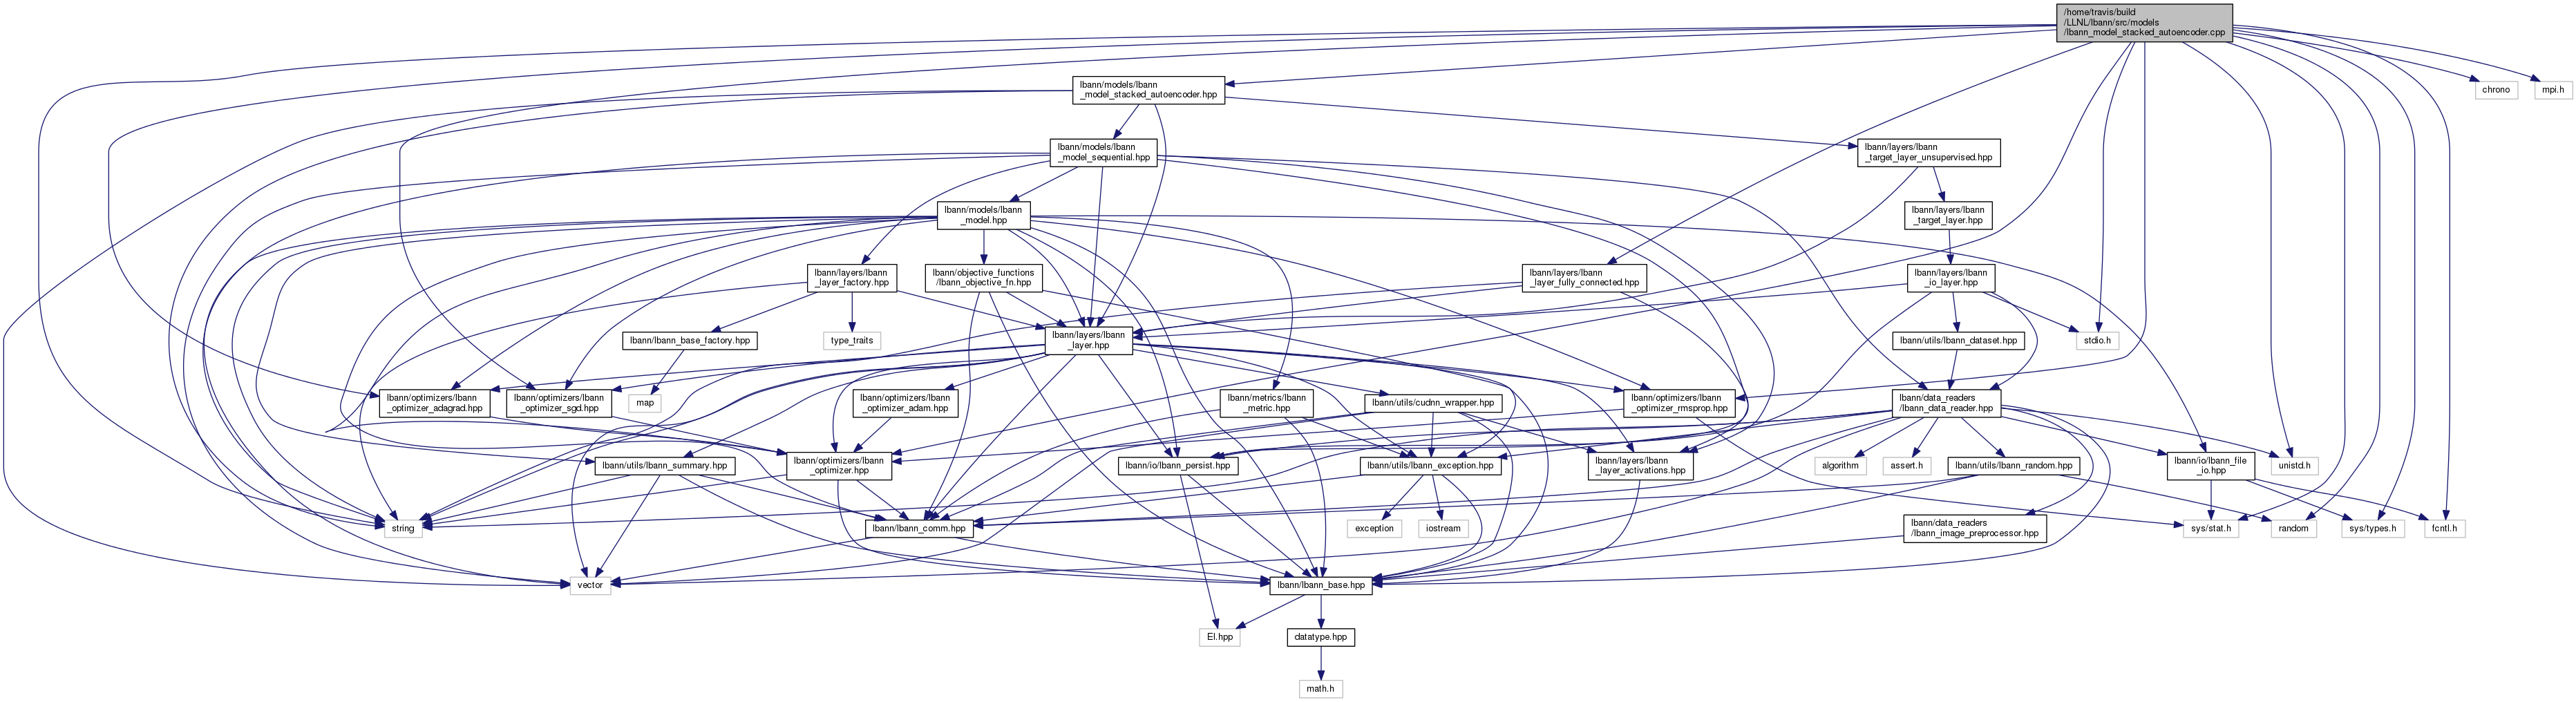 /home/travis/build
/LLNL/lbann/src/models
/lbann_model_stacked_autoencoder.cpp
lbann/models/lbann
_model_stacked_autoencoder.hpp
chrono
mpi.h
lbann/models/lbann
_model_sequential.hpp
lbann/layers/lbann
_target_layer_unsupervised.hpp
lbann/models/lbann
_model.hpp
lbann/layers/lbann
_target_layer.hpp
lbann/layers/lbann
_layer_factory.hpp
lbann/objective_functions
/lbann_objective_fn.hpp
lbann/layers/lbann
_layer_fully_connected.hpp
lbann/layers/lbann
_io_layer.hpp
lbann/lbann_base_factory.hpp
type_traits
lbann/layers/lbann
_layer.hpp
lbann/utils/lbann_dataset.hpp
stdio.h
lbann/optimizers/lbann
_optimizer_adagrad.hpp
lbann/optimizers/lbann
_optimizer_sgd.hpp
map
lbann/optimizers/lbann
_optimizer_adam.hpp
lbann/metrics/lbann
_metric.hpp
lbann/utils/cudnn_wrapper.hpp
lbann/optimizers/lbann
_optimizer_rmsprop.hpp
lbann/data_readers
/lbann_data_reader.hpp
lbann/utils/lbann_summary.hpp
lbann/optimizers/lbann
_optimizer.hpp
lbann/io/lbann_persist.hpp
lbann/utils/lbann_exception.hpp
lbann/layers/lbann
_layer_activations.hpp
algorithm
assert.h
lbann/utils/lbann_random.hpp
lbann/io/lbann_file
_io.hpp
unistd.h
string
lbann/lbann_comm.hpp
exception
iostream
lbann/data_readers
/lbann_image_preprocessor.hpp
sys/stat.h
random
sys/types.h
fcntl.h
vector
lbann/lbann_base.hpp
El.hpp
datatype.hpp
math.h